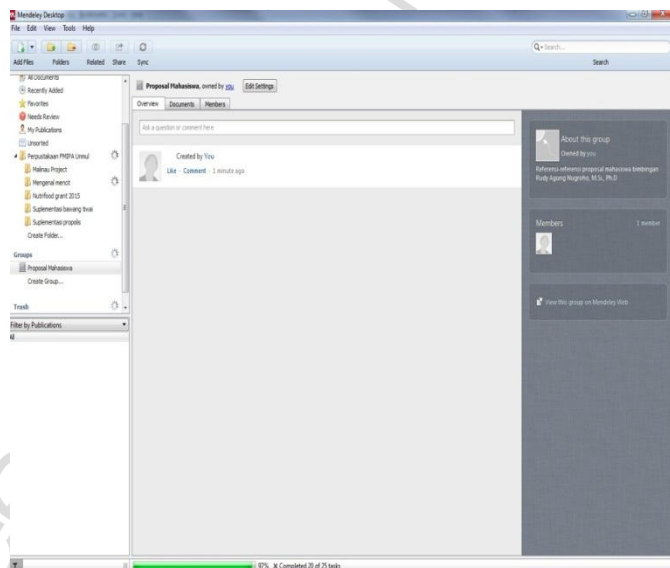 Mendeley Desktop
File Edit View Tools Help
Add Files Folders Related Share Sync
Search...
Search
All Documents
Recently Added
Favorites
Needs Review
My Publications
Unsorted
Perpustakaan FMIPA Unmul
Malinau Project
Mengenal mencit
Nutrifood grant 2015
Suplementasi bawang tiwai
Suplementasi propolis
Create Folder...
Groups
Proposal Mahasiswa
Create Group...
Trash
Filter by Publications
All
Proposal Mahasiswa, owned by you Edit Settings
Overview Documents Members
Ask a question or comment here
Created by You
Like · Comment · 1 minute ago
About this group
Owned by you
Referensi-referensi proposal mahasiswa bimbingan
Rudy Agung Nugroho, M.Si., Ph.D
Members 1 member
View this group on Mendeley Web
97% Completed 20 of 25 tasks